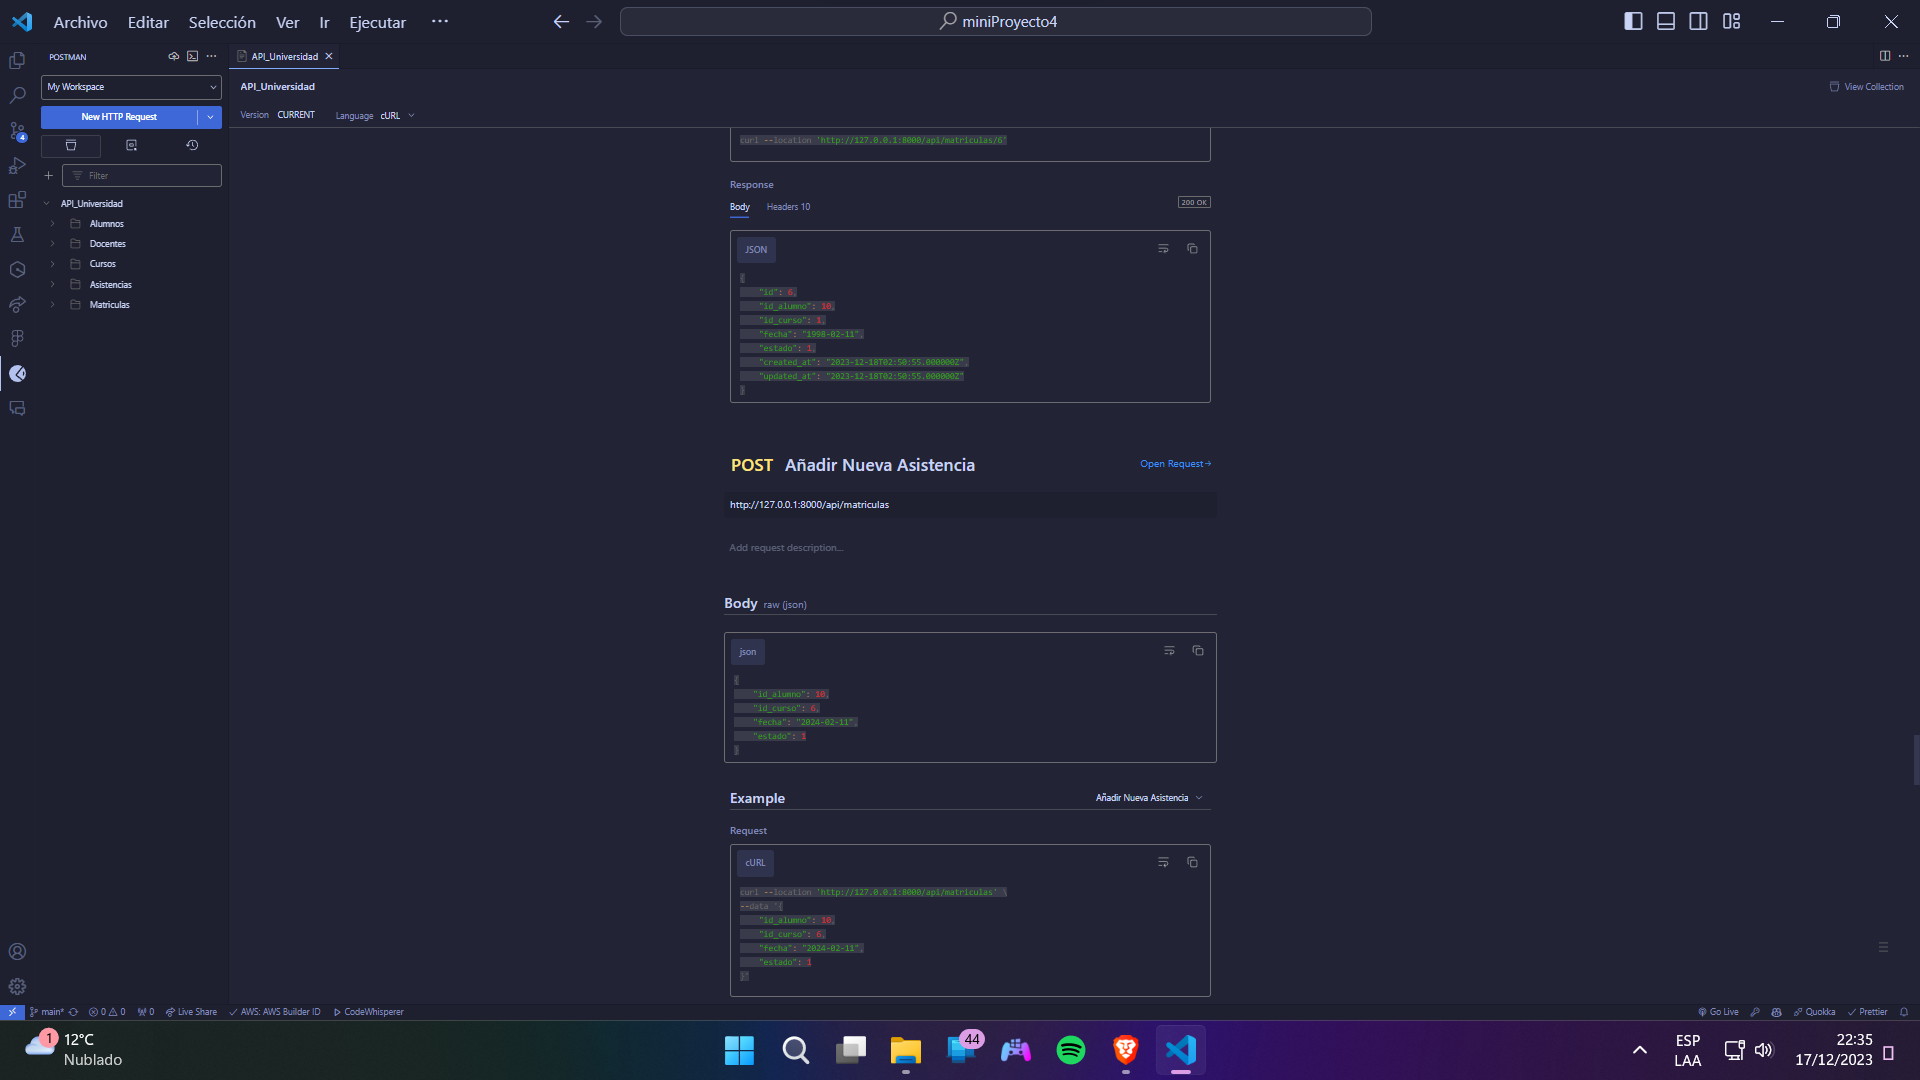 Archivo Editar Selección Ver Ir Ejecutar ···
miniProyecto4
POSTMAN
My Workspace
New HTTP Request
Filter
API_Universidad
Alumnos
Docentes
Cursos
Asistencias
Matriculas
4
API_Universidad
API_Universidad
View Collection
Version CURRENT Language cURL
curl --location 'http://127.0.0.1:8000/api/matriculas/6'
Response
Body Headers 10
200 OK
JSON
{
"id": 6,
"id_alumno": 10,
"id_curso": 1,
"fecha": "1998-02-11",
"estado": 1,
"created_at": "2023-12-18T02:50:55.000000Z",
"updated_at": "2023-12-18T02:50:55.000000Z"
}
POST Añadir Nueva Asistencia
Open Request→
http://127.0.0.1:8000/api/matriculas
Add request description...
Body raw (json)
json
{
"id_alumno": 10,
"id_curso": 6,
"fecha": "2024-02-11",
"estado": 1
}
Example
Añadir Nueva Asistencia
Request
cURL
curl --location 'http://127.0.0.1:8000/api/matriculas' \
--data '{
"id_alumno": 10,
"id_curso": 6,
"fecha": "2024-02-11",
"estado": 1
}'
main* 0 0 0 Live Share AWS: AWS Builder ID CodeWhisperer
Go Live Quokka Prettier
1
12°C
Nublado
44
ESP
LAA
22:35
17/12/2023